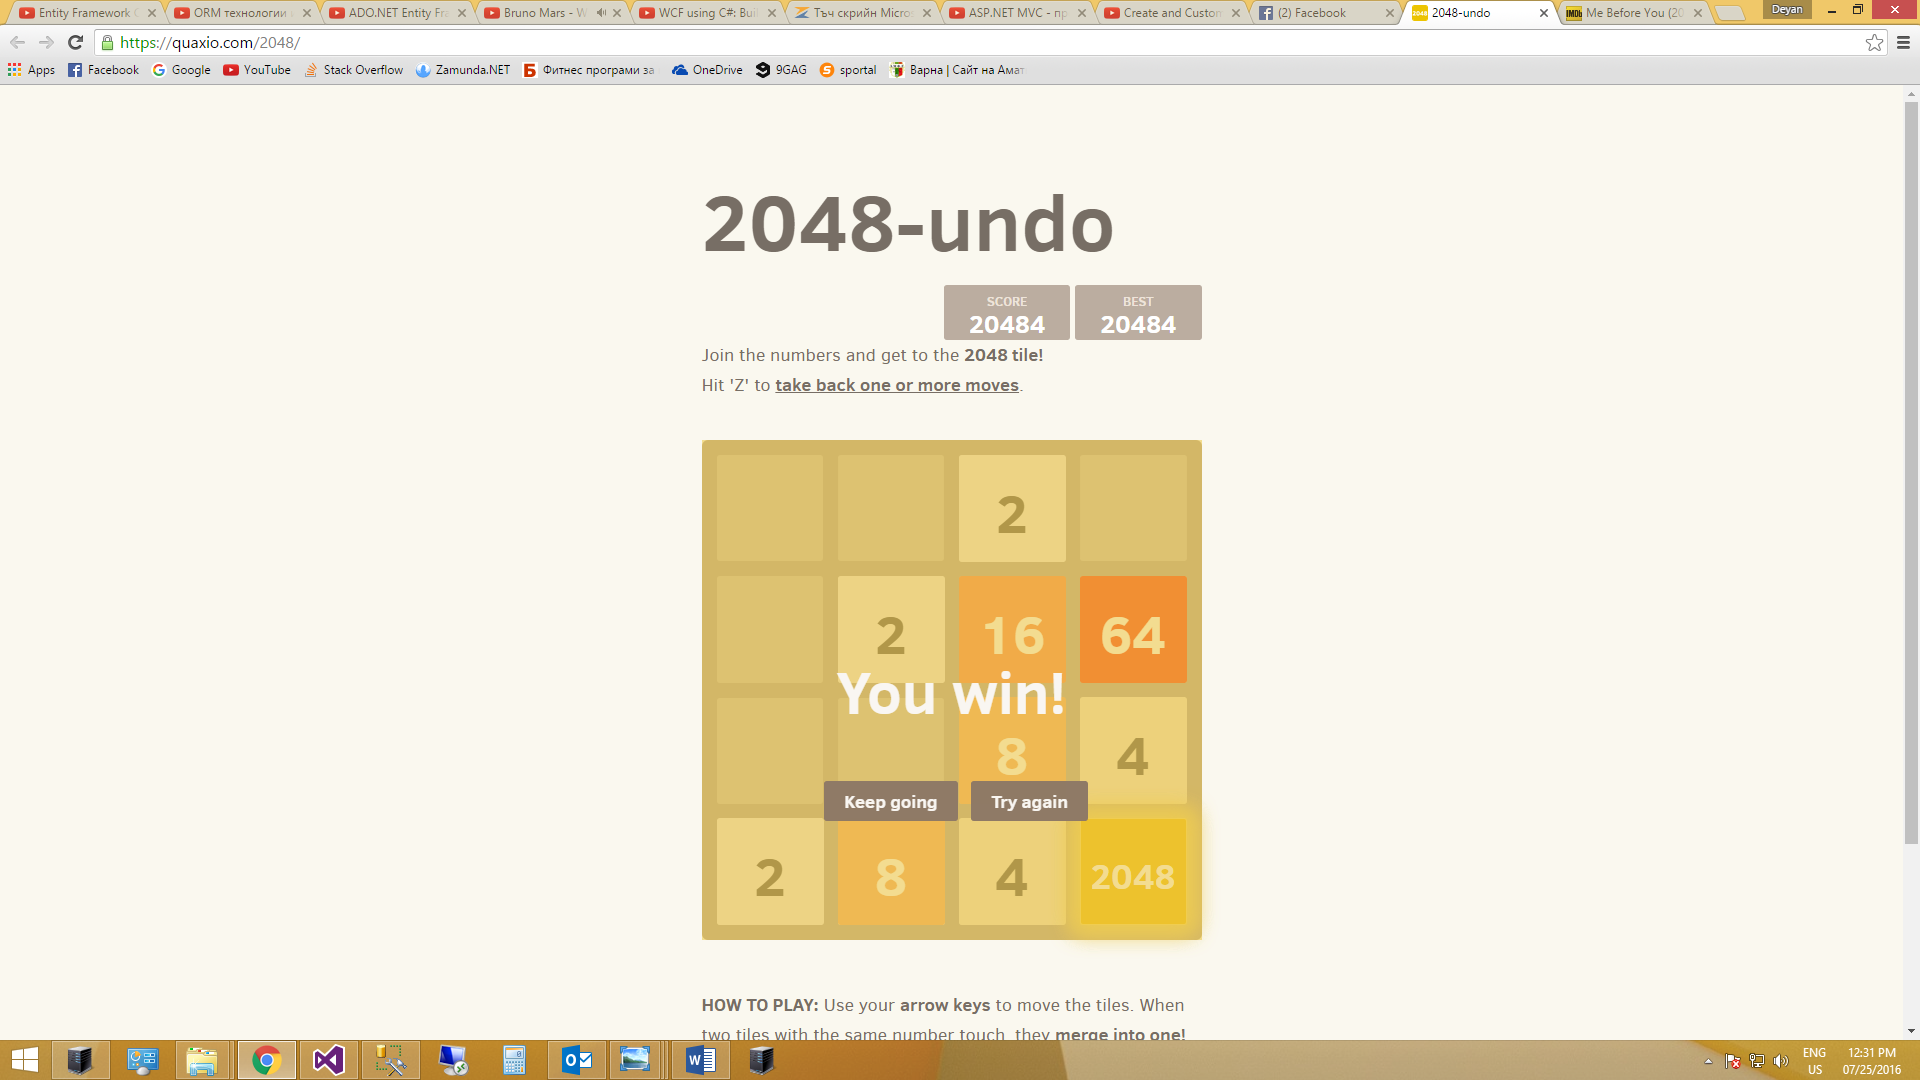 Entity Framework
ORM технологии
ADO.NET Entity Fra
Bruno Mars - W
WCF using C#: Buil
Тъч скрийн Micros
ASP.NET MVC - пр
Create and Custom
(2) Facebook
2048-undo
Me Before You (20
Deyan
https://quaxio.com/2048/
Apps
Facebook
Google
YouTube
Stack Overflow
Zamunda.NET
Фитнес програми за
OneDrive
9GAG
sportal
Варна | Сайт на Амат
2048-undo
SCORE
20484
BEST
20484
Join the numbers and get to the 2048 tile!
Hit 'Z' to take back one or more moves.
2
2 16 64
You win!
8 4
Keep going
Try again
2 8 4 2048
HOW TO PLAY: Use your arrow keys to move the tiles. When
two tiles with the same number touch, they merge into one!
ENG
US
12:31 PM
07/25/2016